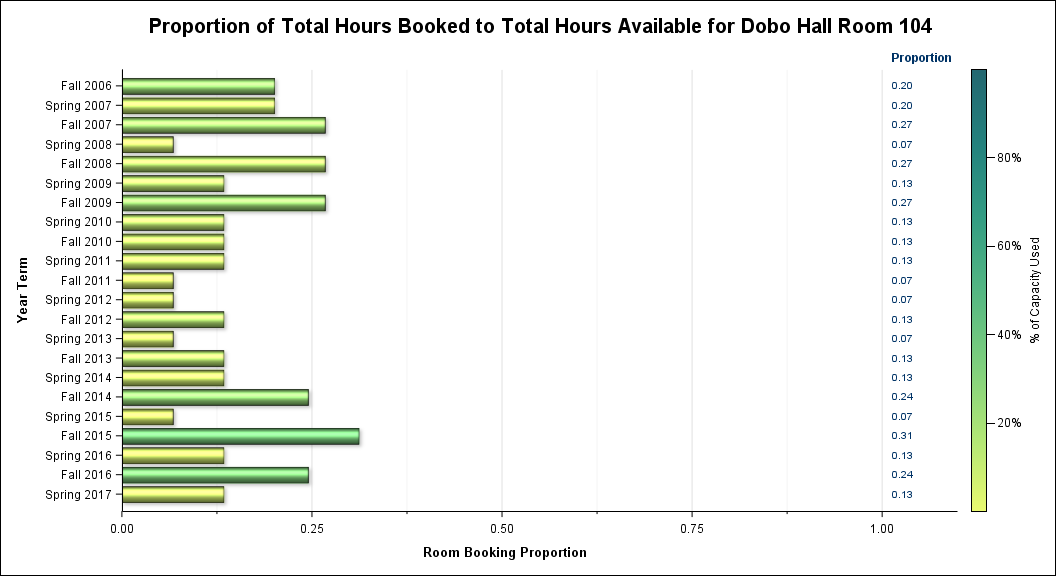 Proportion of Total Hours Booked to Total Hours Available for Dobo Hall Room 104
Proportion
Fall 2006 0.20
Spring 2007 0.20
Fall 2007 0.27
Spring 2008 0.07
Fall 2008 0.27
Spring 2009 0.13
Fall 2009 0.27
Spring 2010 0.13
Fall 2010 0.13
Spring 2011 0.13
Fall 2011 0.07
Spring 2012 0.07
Fall 2012 0.13
Spring 2013 0.07
Fall 2013 0.13
Spring 2014 0.13
Fall 2014 0.24
Spring 2015 0.07
Fall 2015 0.31
Spring 2016 0.13
Fall 2016 0.24
Spring 2017 0.13
Year Term
0.00 0.25 0.50 0.75 1.00
Room Booking Proportion
80%
60%
40%
20%
% of Capacity Used